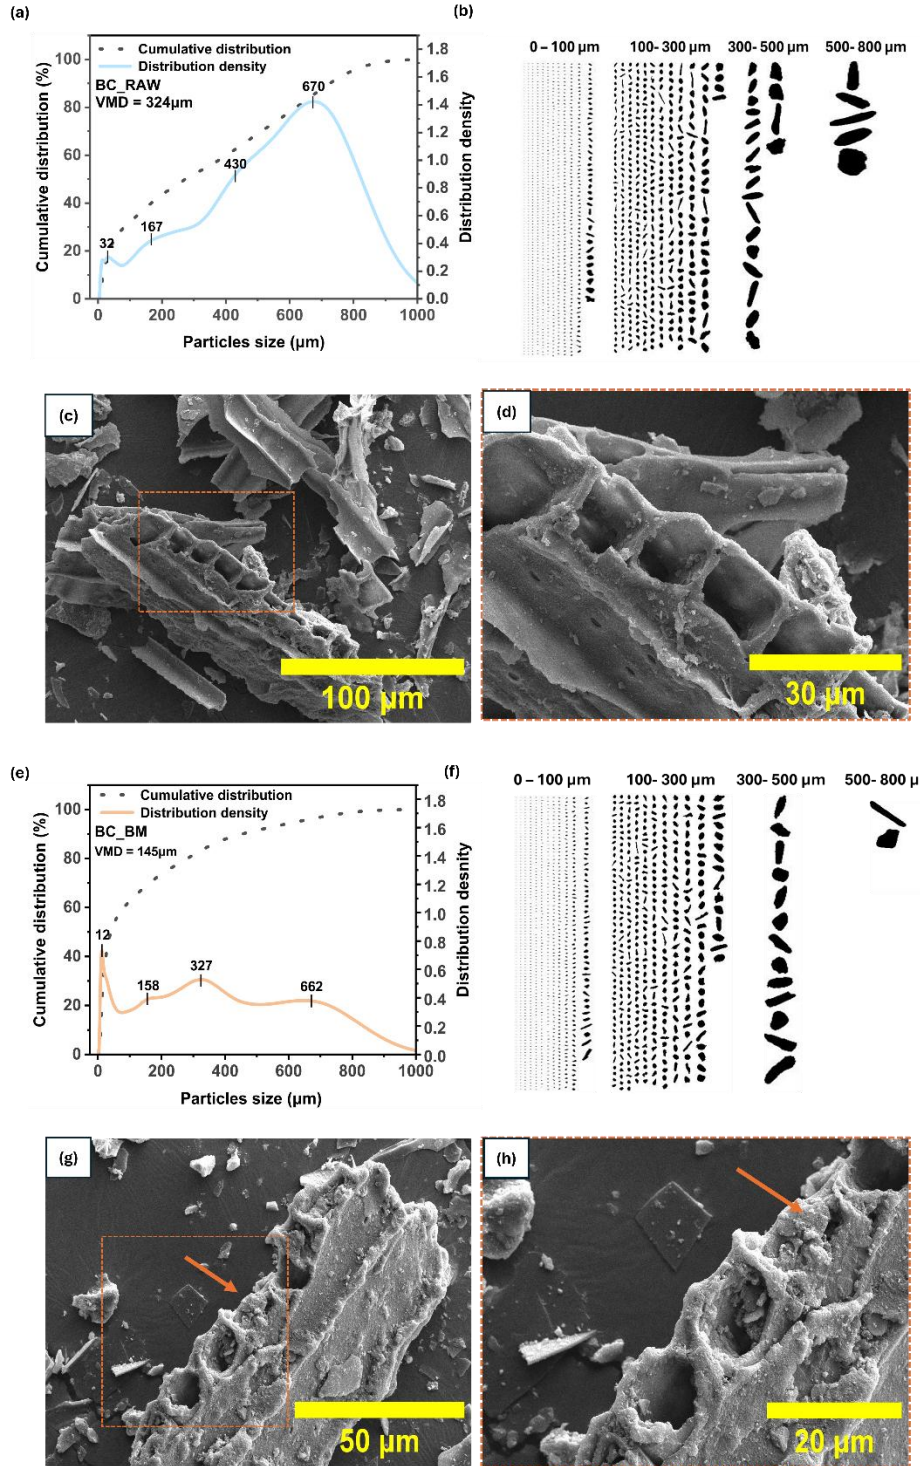 (a)
Cumulative distribution
Distribution density
BC_RAW
VMD = 324µm
Cumulative distribution (%)
100
80
60
40
20
0
32
167
430
670
1.8
1.6
1.4
1.2
1.0
0.8
0.6
0.4
0.2
0.0
Distribution density
0 200 400 600 800 1000
Particles size (µm)
(b)
0 – 100 µm 100- 300 µm 300- 500 µm 500- 800 µm
(c)
100 µm
(d)
30 µm
(e)
Cumulative distribution
Distribution density
BC_BM
VMD = 145µm
Cumulative distribution (%)
100
80
60
40
20
0
12
158
327
662
1.8
1.6
1.4
1.2
1.0
0.8
0.6
0.4
0.2
0.0
Distribution desnity
0 200 400 600 800 1000
Particles size (µm)
(f)
0 – 100 µm 100- 300 µm 300- 500 µm 500- 800 µ
(g)
50 µm
(h)
20 µm